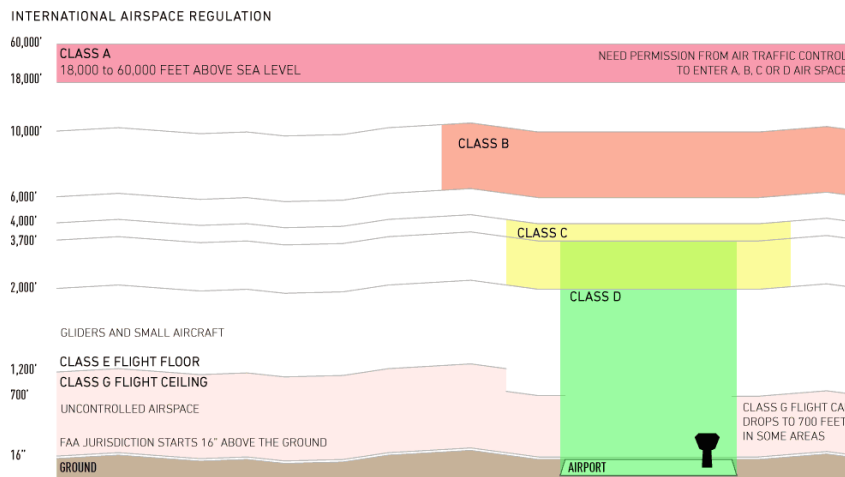 INTERNATIONAL AIRSPACE REGULATION
60,000'
CLASS A
NEED PERMISSION FROM AIR TRAFFIC CONTROL
18,000 to 60,000 FEET ABOVE SEA LEVEL
TO ENTER A, B, C OR D AIR SPACE
18,000'
10,000'
CLASS B
6,000'
4,000'
CLASS C
3,700'
2,000'
CLASS D
GLIDERS AND SMALL AIRCRAFT
CLASS E FLIGHT FLOOR
1,200'
CLASS G FLIGHT CEILING
700'
UNCONTROLLED AIRSPACE
CLASS G FLIGHT CA
DROPS TO 700 FEET
IN SOME AREAS
FAA JURISDICTION STARTS 16" ABOVE THE GROUND
16"
GROUND
AIRPORT